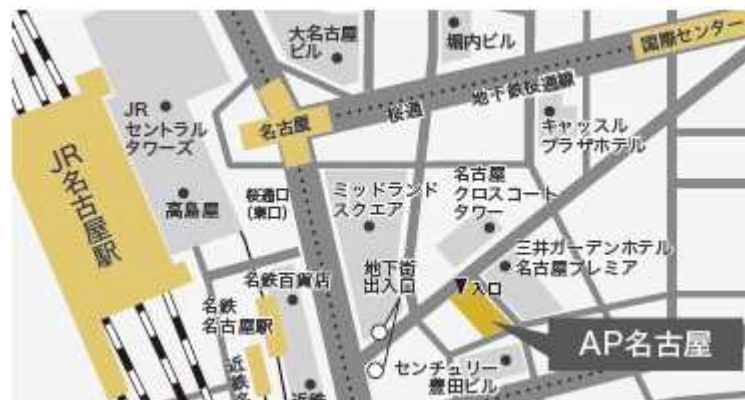 大名古屋
ビル
堀内ビル
国際センター
JR
セントラル
タワーズ
名古屋
桜通
地下鉄桜通線
キャッスル
プラザホテル
JR名古屋駅
高島屋
桜通口
(東口)
ミッドランド
スクエア
名古屋
クロスコート
タワー
三井ガーデンホテル
名古屋プレミア
名鉄百貨店
地下街
出入口
入口
名鉄
名古屋駅
AP名古屋
センチュリー
豊田ビル
近鉄
近鉄